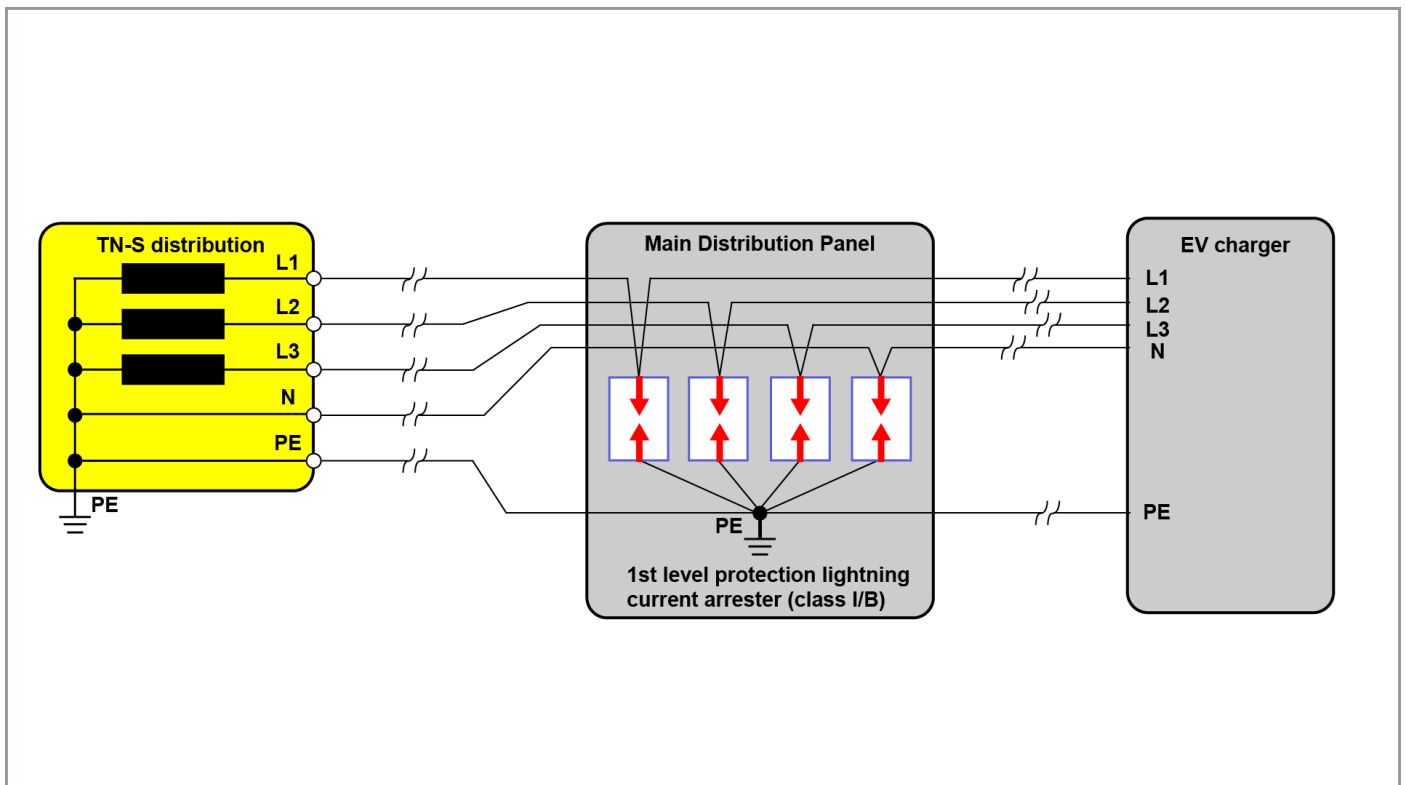 TN-S distribution
L1
L2
L3
N
PE
PE
Main Distribution Panel
PE
1st level protection lightning
current arrester (class I/B)
EV charger
L1
L2
L3
N
PE